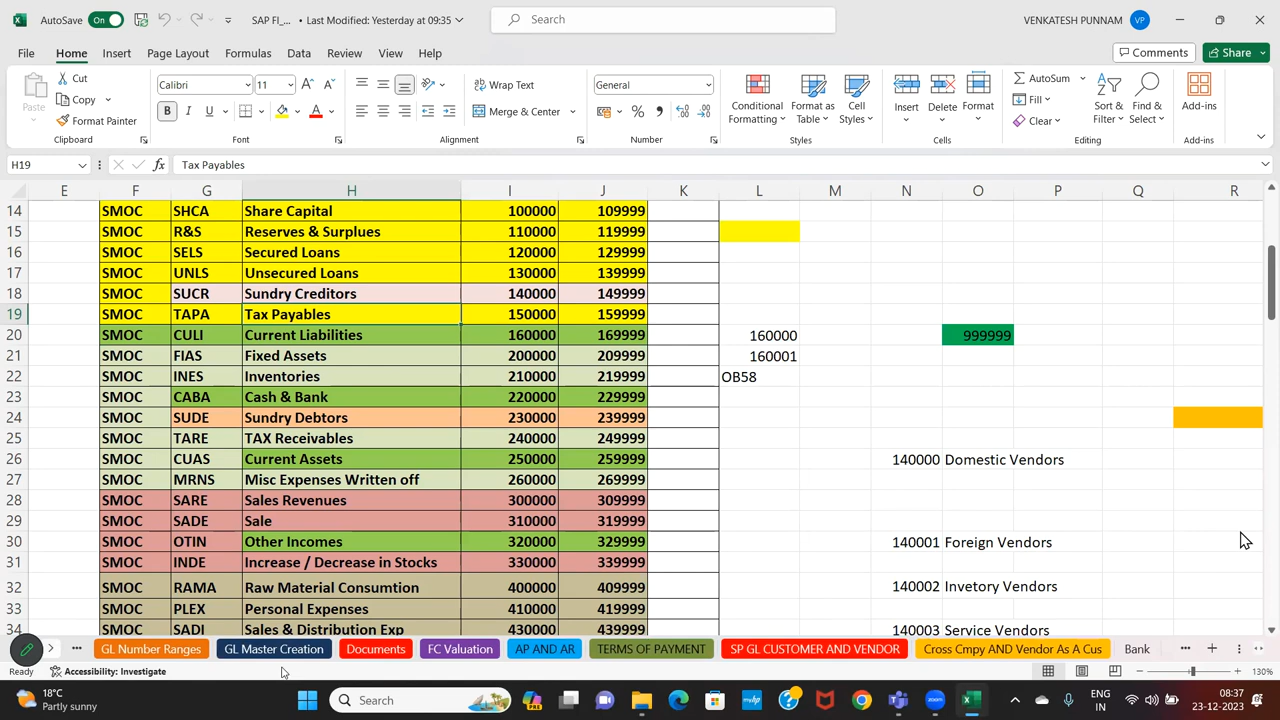 AutoSave On SAP FI_... • Last Modified: Yesterday at 09:35 Search VENKATESH PUNNAM VP
File Home Insert Page Layout Formulas Data Review View Help Comments Share
Paste Cut Copy Format Painter Clipboard
Calibri 11 B I U Font
Wrap Text Merge & Center Alignment
General % , Number
Conditional Formatting Format as Table Cell Styles Styles
Insert Delete Format Cells
AutoSum Fill Clear Sort & Filter Find & Select Editing
Add-ins Add-ins
H19 fx Tax Payables
E F G H I J K L M N O P Q R
14 SMOC SHCA Share Capital 100000 109999
15 SMOC R&S Reserves & Surplues 110000 119999
16 SMOC SELS Secured Loans 120000 129999
17 SMOC UNLS Unsecured Loans 130000 139999
18 SMOC SUCR Sundry Creditors 140000 149999
19 SMOC TAPA Tax Payables 150000 159999
20 SMOC CULI Current Liabilities 160000 169999 160000 999999
21 SMOC FIAS Fixed Assets 200000 209999 160001
22 SMOC INES Inventories 210000 219999 OB58
23 SMOC CABA Cash & Bank 220000 229999
24 SMOC SUDE Sundry Debtors 230000 239999
25 SMOC TARE TAX Receivables 240000 249999
26 SMOC CUAS Current Assets 250000 259999 140000 Domestic Vendors
27 SMOC MRNS Misc Expenses Written off 260000 269999
28 SMOC SARE Sales Revenues 300000 309999
29 SMOC SADE Sale 310000 319999
30 SMOC OTIN Other Incomes 320000 329999 140001 Foreign Vendors
31 SMOC INDE Increase / Decrease in Stocks 330000 339999
32 SMOC RAMA Raw Material Consumtion 400000 409999 140002 Invetory Vendors
33 SMOC PLEX Personal Expenses 410000 419999
34 SMOC SADI Sales & Distribution Exp 430000 439999 140003 Service Vendors
GL Number Ranges GL Master Creation Documents FC Valuation AP AND AR TERMS OF PAYMENT SP GL CUSTOMER AND VENDOR Cross Cmpy AND Vendor As A Cus Bank
Ready Accessibility: Investigate 130%
18°C Partly sunny Search ENG IN 08:37 23-12-2023